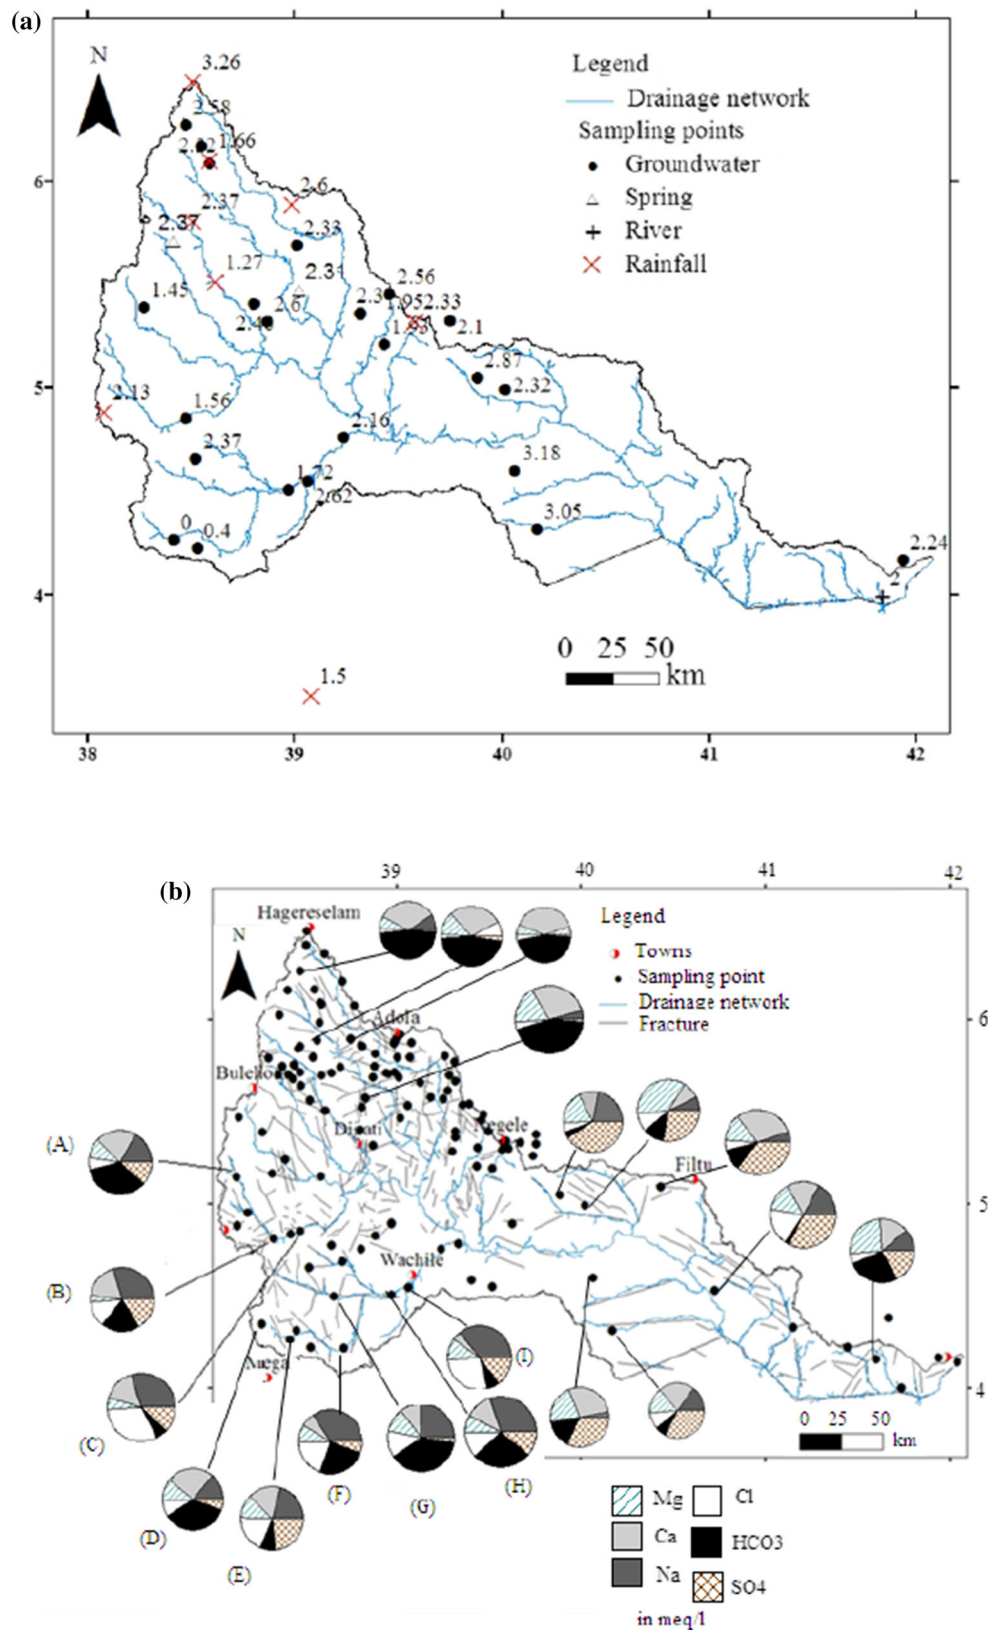 (a)
N
3.26
2.58
1.66
2.37
2.6
2.33
2.37
1.27
1.45
2.56
2.33
2.1
2.87
2.32
2.13
1.56
2.16
2.37
3.18
1.72
2.62
3.05
0
0.4
2.24
2
1.5
Legend
Drainage network
Sampling points
Groundwater
Spring
River
Rainfall
6
5
4
0 25 50
km
38 39 40 41 42
(b)
39 40 41 42
Hagereselam
N
Legend
Towns
Sampling point
Drainage network
Fracture
Adola
6
Negele
Filtu
(A)
5
Wachile
(B)
(I)
Mega
4
0 25 50
km
(C)
(F)
(G)
(H)
(D)
(E)
Mg Cl
Ca HCO3
Na SO4
in meq/l